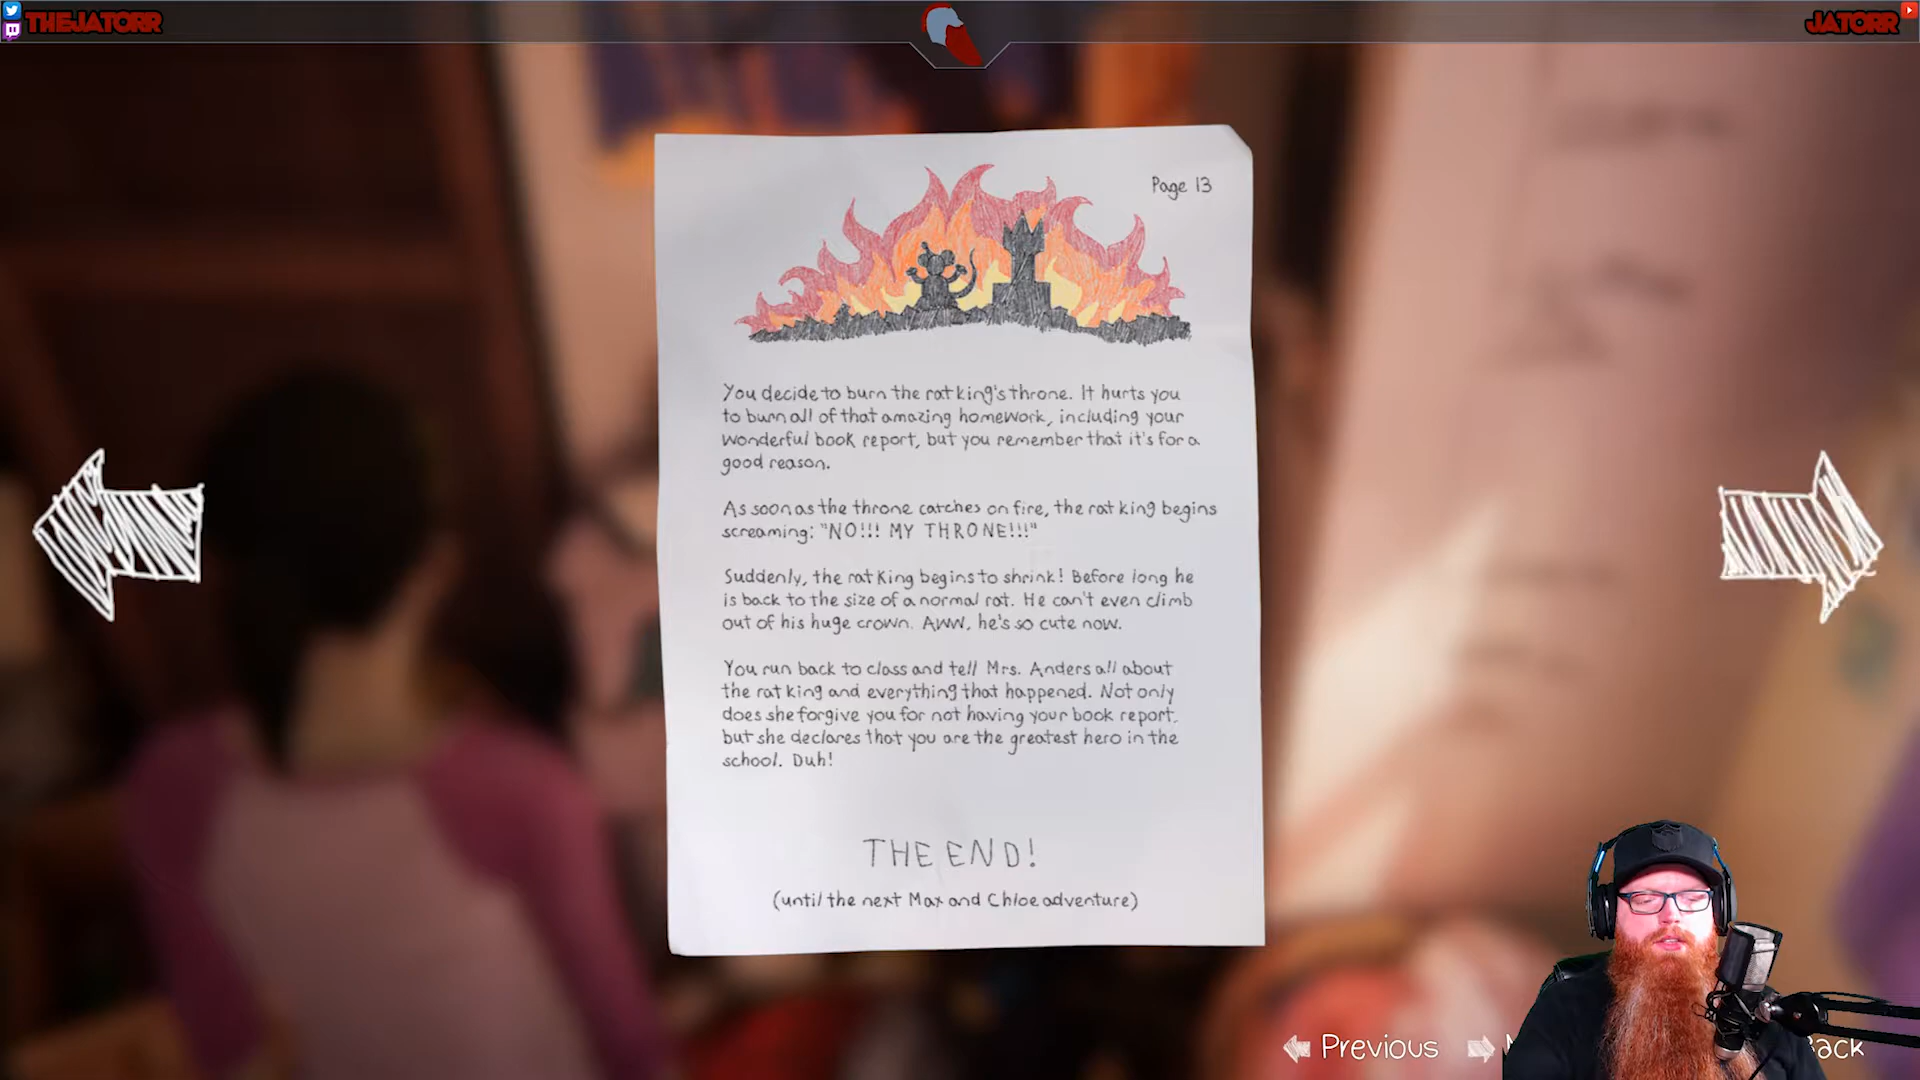 THEJATORR
JATORR
Page 13
You decide to burn the rat king's throne. It hurts you
to burn all of that amazing homework, including your
wonderful book report, but you remember that it's for a
good reason.
As soon as the throne catches on fire, the rat king begins
screaming: "NO!!! MY THRONE!!!"
Suddenly, the rat king begins to shrink! Before long he
is back to the size of a normal rat. He can't even climb
out of his huge crown. AWW, he's so cute now.
You run back to class and tell Mrs. Anders all about
the rat king and everything that happened. Not only
does she forgive you for not having your book report,
but she declares that you are the greatest hero in the
school. Duh!
THE END!
(until the next Max and Chloe adventure)
Previous